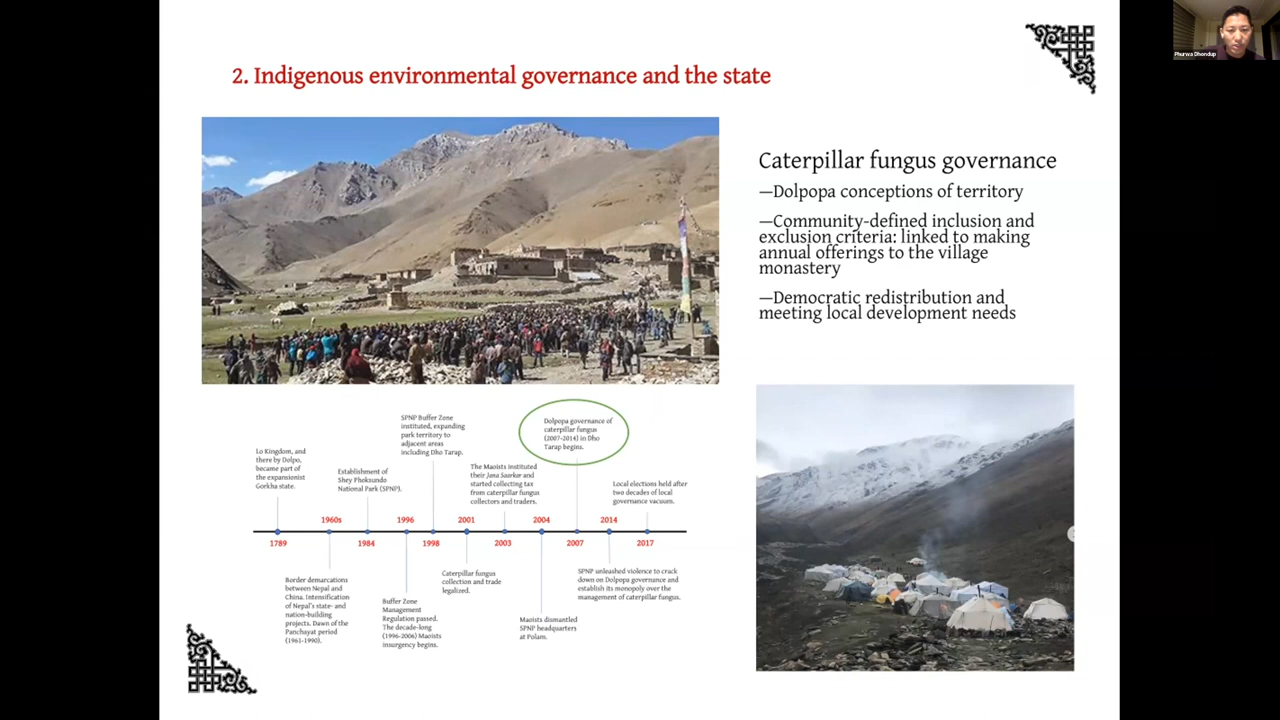 Phurwa Dhondup
2. Indigenous environmental governance and the state
Caterpillar fungus governance
—Dolpopa conceptions of territory
—Community-defined inclusion and
exclusion criteria: linked to making
annual offerings to the village
monastery
—Democratic redistribution and
meeting local development needs
Lo Kingdom, and
there by Dolpo,
became part of
the expansionist
Gorkha state.
Establishment of
Shey Phoksundo
National Park (SPNP).
SPNP Buffer Zone
instituted, expanding
park territory to
adjacent areas
including Dho Tarap.
The Maoists instituted
their Jana Saarkar and
started collecting tax
from caterpillar fungus
collectors and traders.
Dolpopa governance of
caterpillar fungus
(2007-2014) in Dho
Tarap begins.
Local elections held after
two decades of local
governance vacuum.
1960s
1996
2001
2004
2014
1789
1984
1998
2003
2007
2017
Border demarcations
between Nepal and
China. Intensification
of Nepal's state- and
nation-building
projects. Dawn of the
Panchayat period
(1961-1990).
Buffer Zone
Management
Regulation passed.
The decade-long
(1996-2006) Maoists
insurgency begins.
Caterpillar fungus
collection and trade
legalized.
Maoists dismantled
SPNP headquarters
at Polam.
SPNP unleashed violence to crack
down on Dolpopa governance and
establish its monopoly over the
management of caterpillar fungus.